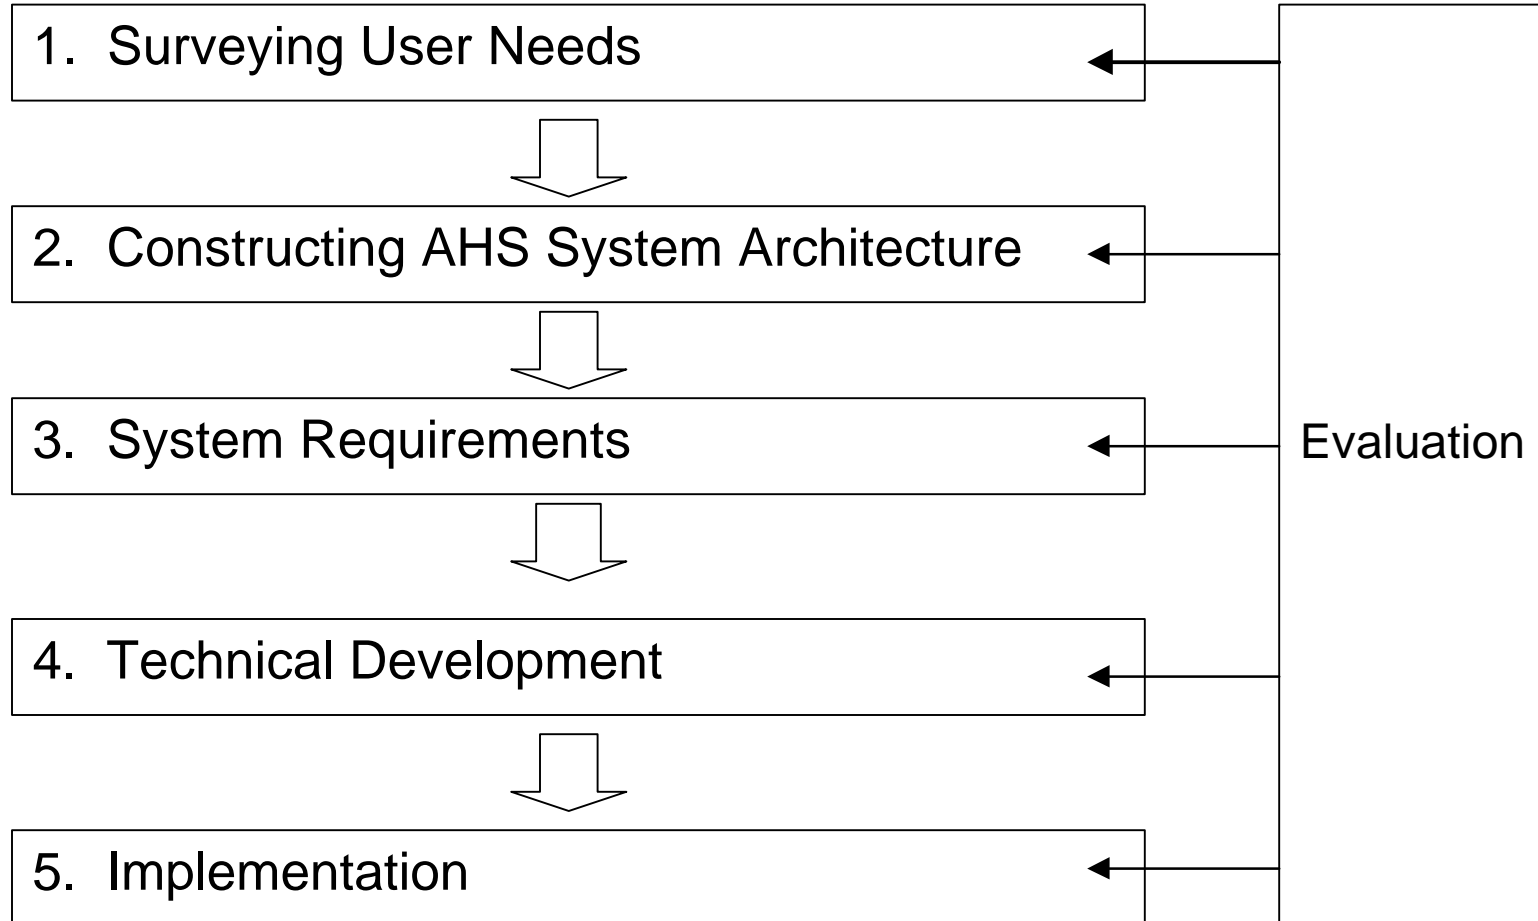 1. Surveying User Needs
2. Constructing AHS System Architecture
3. System Requirements
Evaluation
4. Technical Development
5. Implementation